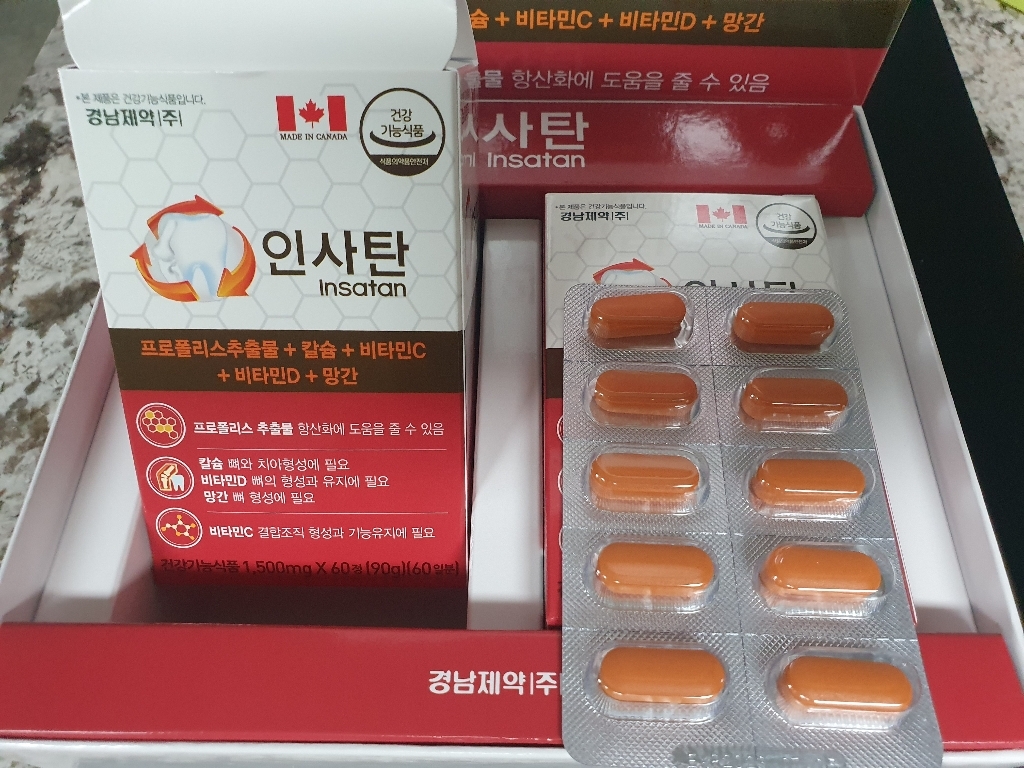 *본 제품은 건강기능식품입니다.
경남제약|주|
MADE IN CANADA
건강
기능식품
식품의약품안전처
인사탄
Insatan
프로폴리스추출물 + 칼슘 + 비타민C
+ 비타민D + 망간
프로폴리스 추출물 항산화에 도움을 줄 수 있음
칼슘 뼈와 치아형성에 필요
비타민D 뼈의 형성과 유지에 필요
망간 뼈 형성에 필요
비타민C 결합조직 형성과 기능유지에 필요
건강기능식품 1,500mg X 60정 (90g)(60일분)
슘 + 비타민C + 비타민D + 망간
출물 항산화에 도움을 줄 수 있음
사탄
Insatan
*본 제품은 건강기능식품입니다.
경남제약|주|
MADE IN CANADA
건강
기능식품
인사탄
경남제약|주